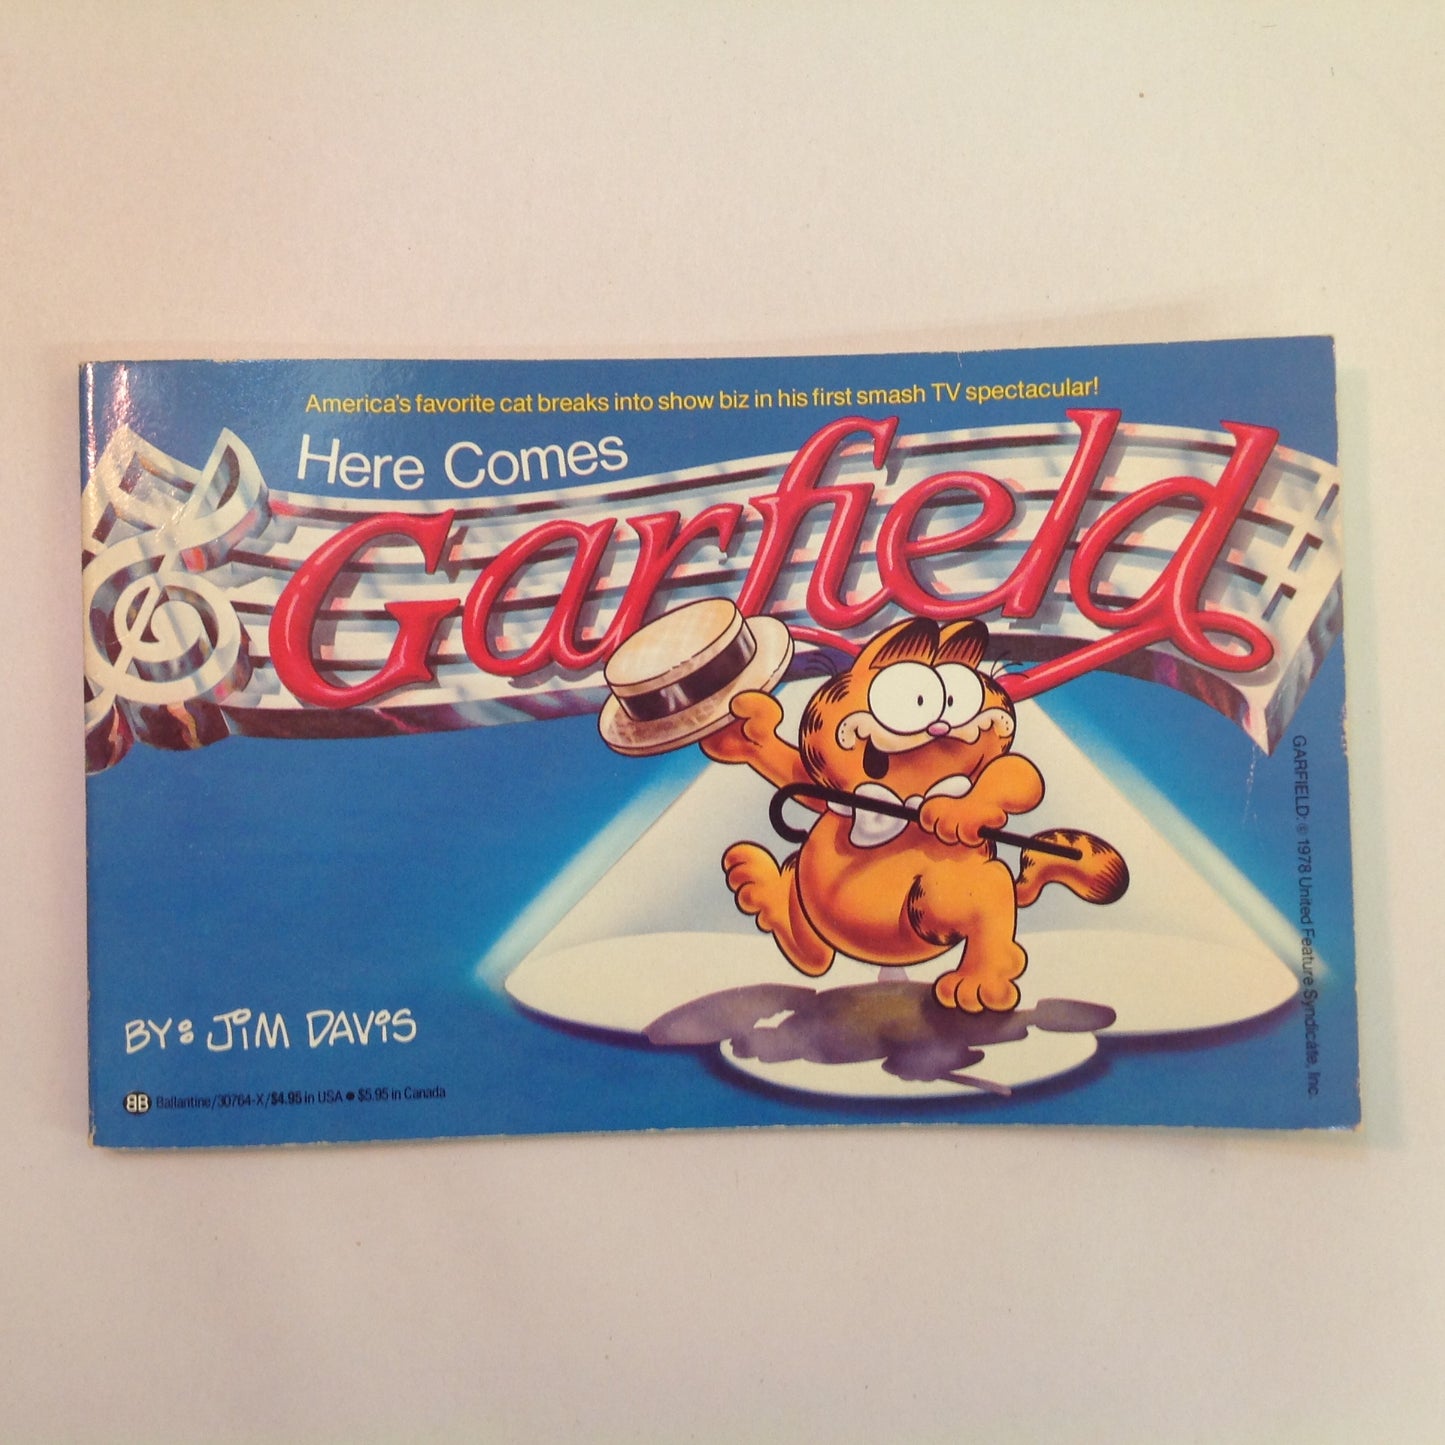 America's favorite cat breaks into show biz in his first smash TV spectacular!
Here Comes
Garfield
BY: JIM DAVIS
BB Ballantine/30764-X/$4.95 in USA ● $5.95 in Canada
GARFIELD: © 1978 United Feature Syndicate, Inc.